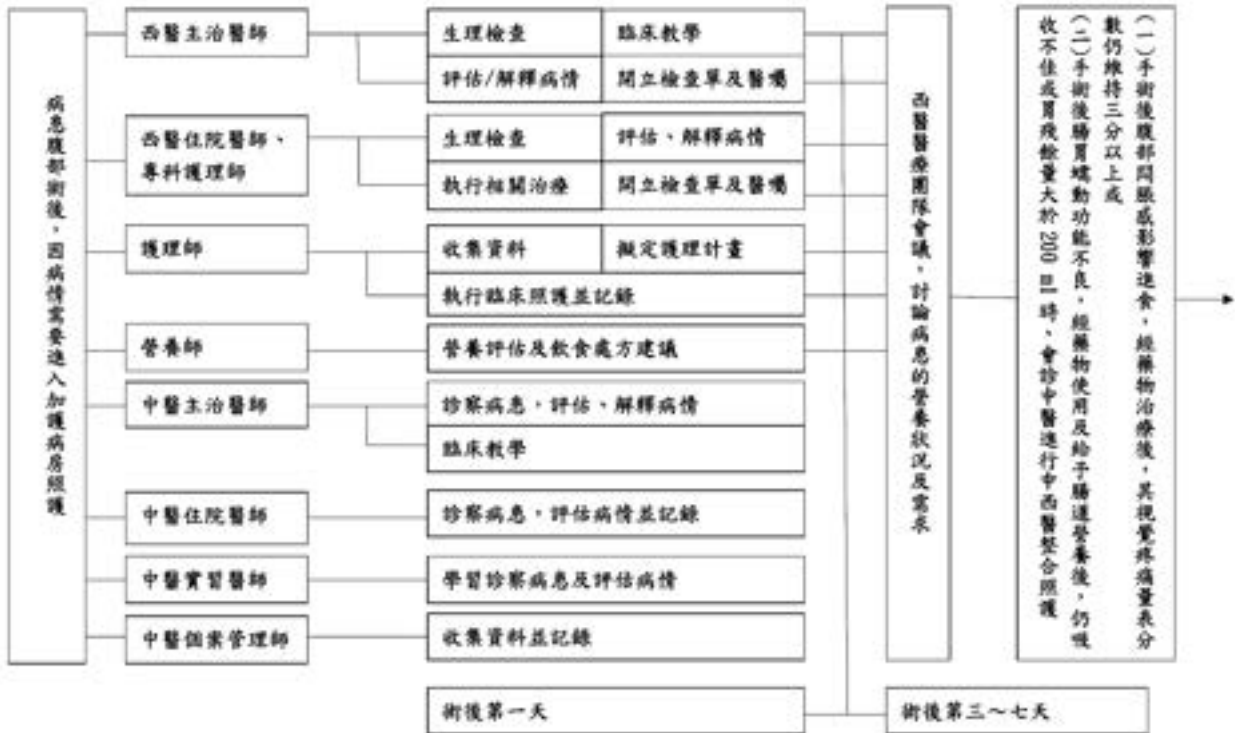 病患腹部術後，因病情需要進入加護病房照護
西醫主治醫師
生理檢查
臨床教學
評估/解釋病情
開立檢查單及醫囑
西醫住院醫師、
專科護理師
生理檢查
評估、解釋病情
執行相關治療
開立檢查單及醫囑
護理師
收集資料
擬定護理計畫
執行臨床照護並記錄
營養師
營養評估及飲食處方建議
中醫主治醫師
診察病患，評估、解釋病情
臨床教學
中醫住院醫師
診察病患，評估病情並記錄
中醫實習醫師
學習診察病患及評估病情
中醫個案管理師
收集資料並記錄
術後第一天
西醫醫療團隊會議，討論病患的營養狀況及需求
(一)手術後腹部悶脹感影響進食，經藥物治療後，其視覺疼痛量表分
數仍維持三分以上或
(二)手術後腸胃蠕動功能不良，經藥物使用及給予腸道營養後，仍吸
收不佳或胃殘餘量大於 200 ml 時、會診中醫進行中西醫整合照護
術後第三～七天